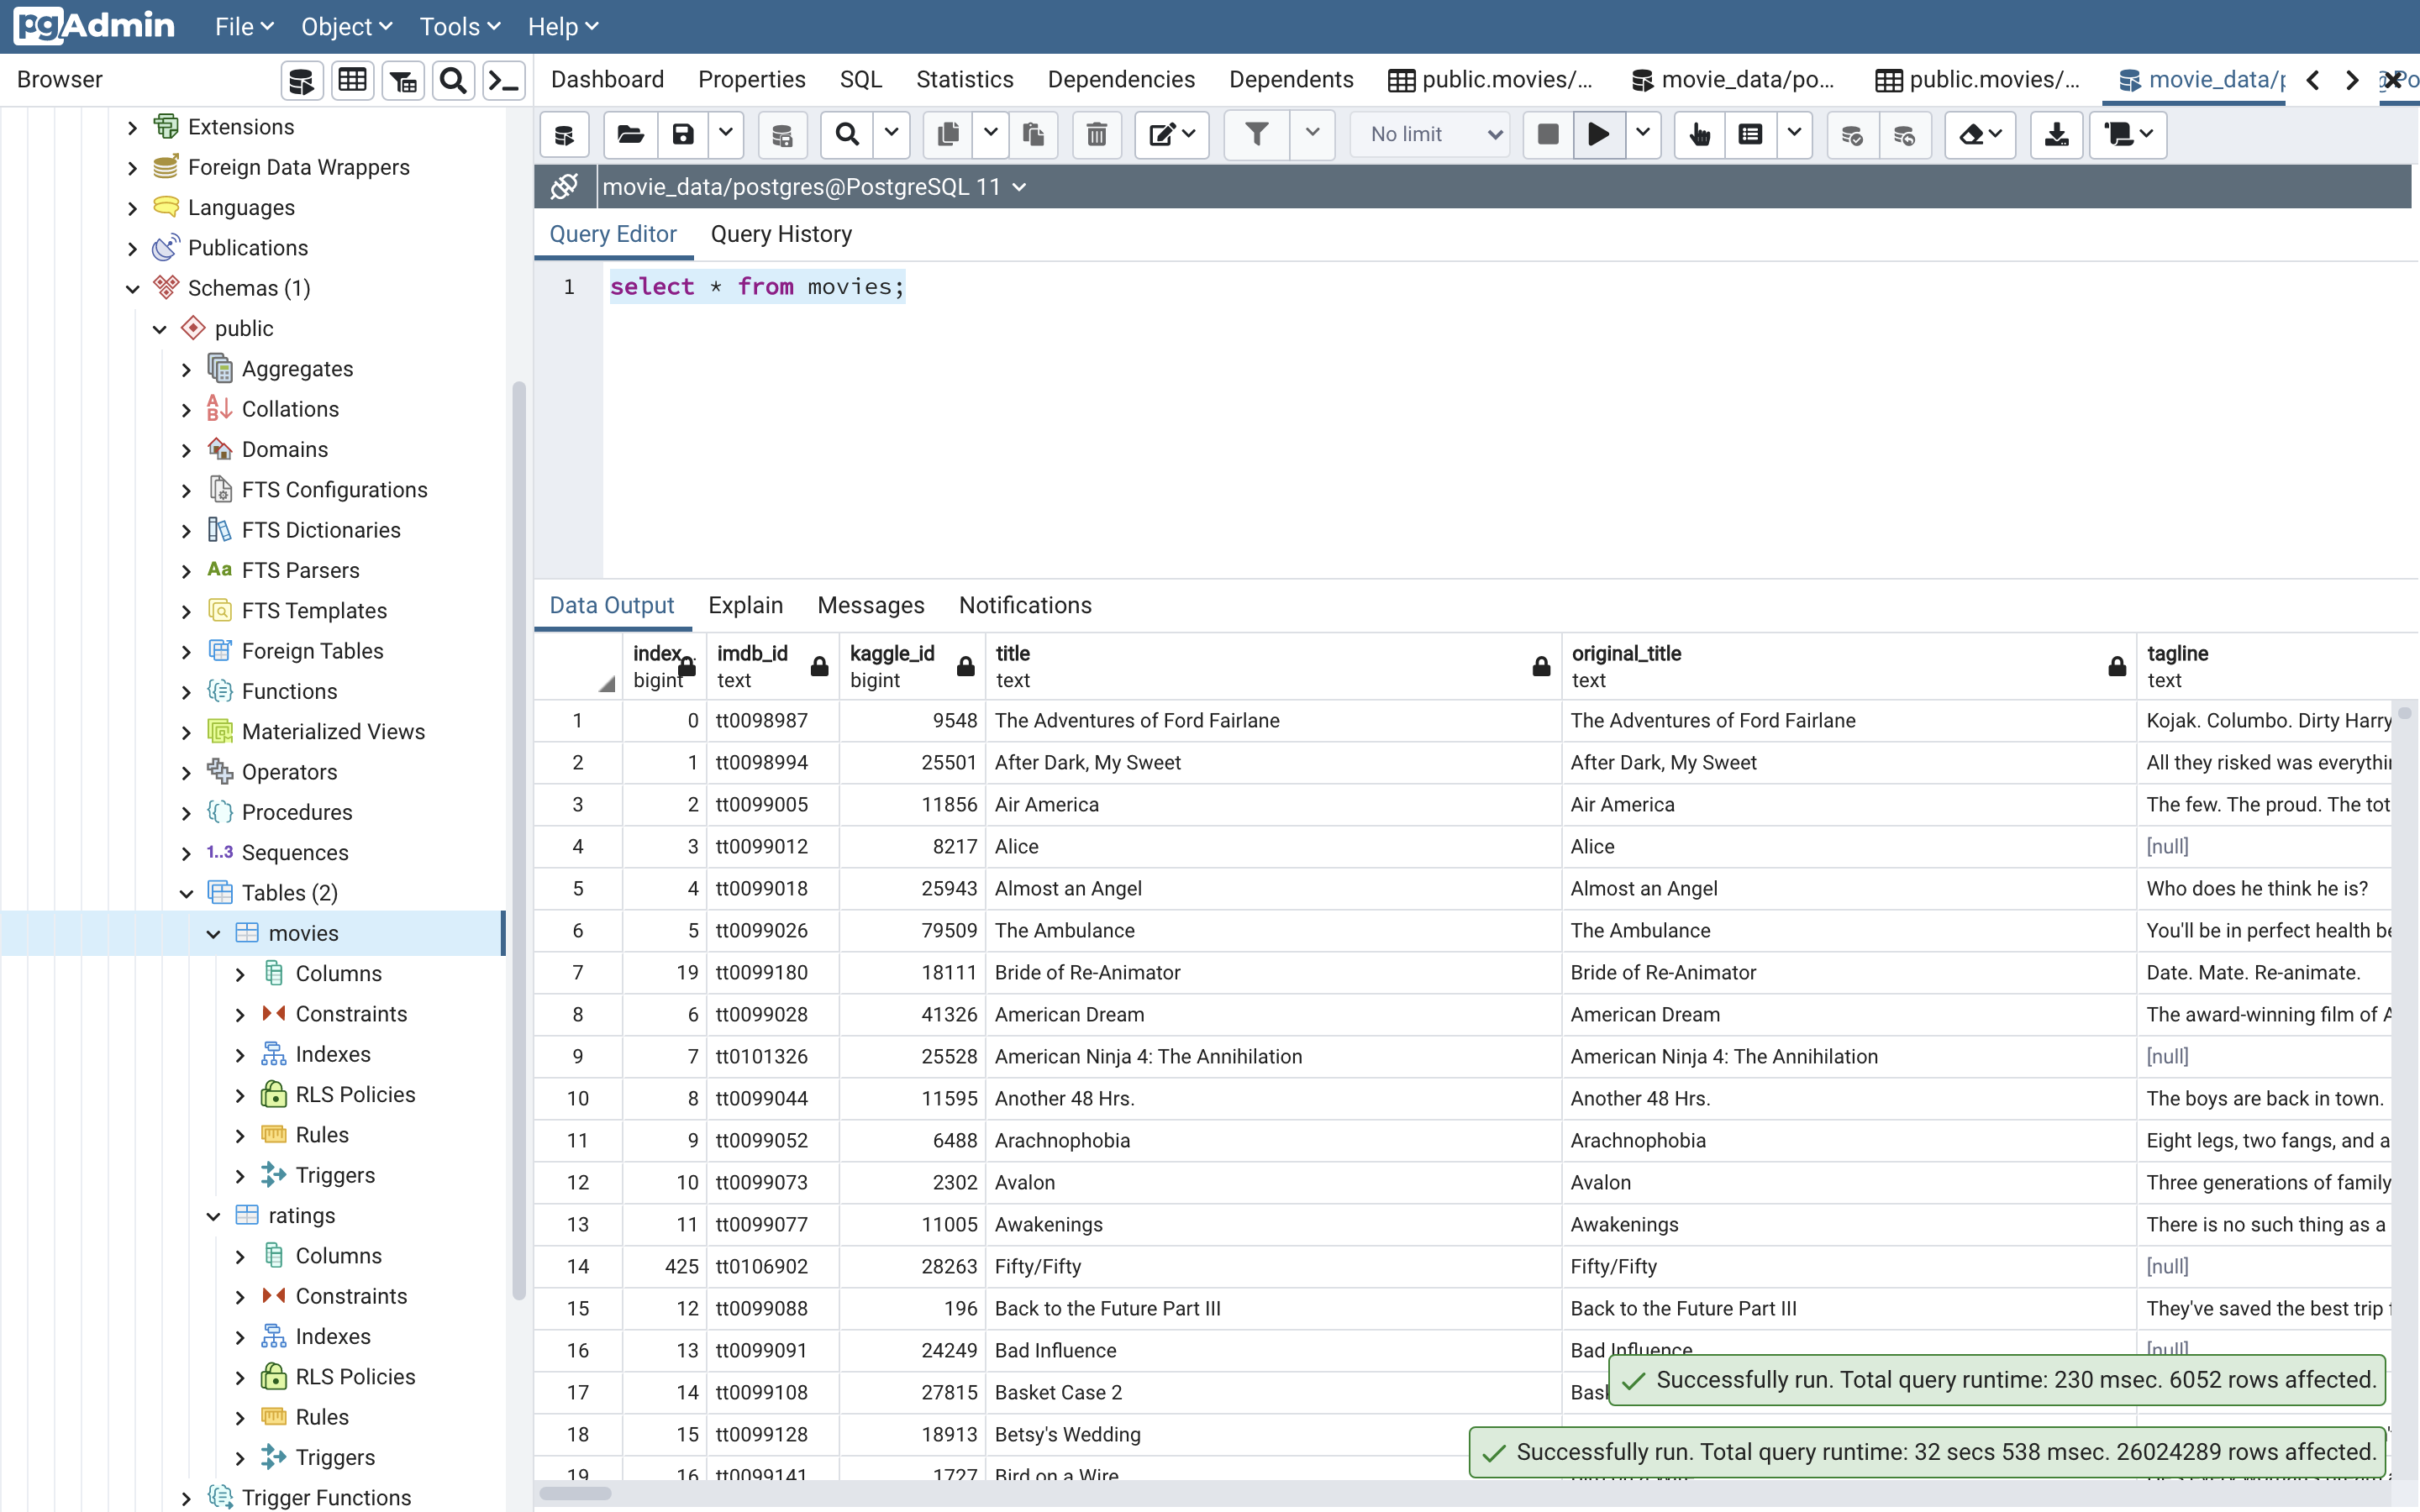 pgAdmin File Object Tools Help
Browser
Dashboard Properties SQL Statistics Dependencies Dependents public.movies/... movie_data/po... public.movies/... movie_data/p
No limit
movie_data/postgres@PostgreSQL 11
Query Editor Query History
1 select * from movies;
Extensions
Foreign Data Wrappers
Languages
Publications
Schemas (1)
public
Aggregates
Collations
Domains
FTS Configurations
FTS Dictionaries
Aa FTS Parsers
FTS Templates
Foreign Tables
Functions
Materialized Views
Operators
Procedures
1..3 Sequences
Tables (2)
movies
Columns
Constraints
Indexes
RLS Policies
Rules
Triggers
ratings
Columns
Constraints
Indexes
RLS Policies
Rules
Triggers
Trigger Functions
Data Output Explain Messages Notifications
index imdb_id kaggle_id title original_title tagline
bigint text bigint text text text
1 0 tt0098987 9548 The Adventures of Ford Fairlane The Adventures of Ford Fairlane Kojak. Columbo. Dirty Harry
2 1 tt0098994 25501 After Dark, My Sweet After Dark, My Sweet All they risked was everythi
3 2 tt0099005 11856 Air America Air America The few. The proud. The tot
4 3 tt0099012 8217 Alice Alice [null]
5 4 tt0099018 25943 Almost an Angel Almost an Angel Who does he think he is?
6 5 tt0099026 79509 The Ambulance The Ambulance You'll be in perfect health be
7 19 tt0099180 18111 Bride of Re-Animator Bride of Re-Animator Date. Mate. Re-animate.
8 6 tt0099028 41326 American Dream American Dream The award-winning film of A
9 7 tt0101326 25528 American Ninja 4: The Annihilation American Ninja 4: The Annihilation [null]
10 8 tt0099044 11595 Another 48 Hrs. Another 48 Hrs. The boys are back in town.
11 9 tt0099052 6488 Arachnophobia Arachnophobia Eight legs, two fangs, and a
12 10 tt0099073 2302 Avalon Avalon Three generations of family
13 11 tt0099077 11005 Awakenings Awakenings There is no such thing as a
14 425 tt0106902 28263 Fifty/Fifty Fifty/Fifty [null]
15 12 tt0099088 196 Back to the Future Part III Back to the Future Part III They've saved the best trip
16 13 tt0099091 24249 Bad Influence Bad Influence [null]
17 14 tt0099108 27815 Basket Case 2 Bas
Successfully run. Total query runtime: 230 msec. 6052 rows affected.
18 15 tt0099128 18913 Betsy's Wedding
Successfully run. Total query runtime: 32 secs 538 msec. 26024289 rows affected.
19 16 tt0099141 1727 Bird on a Wire